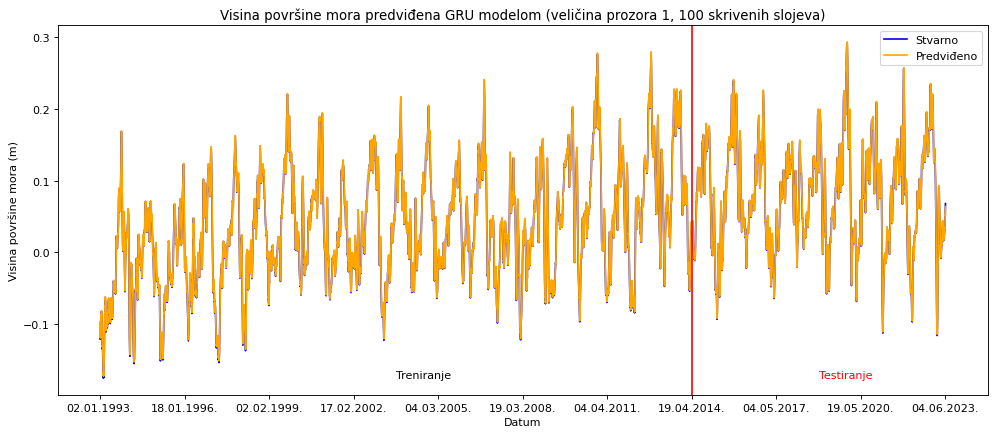 Visina površine mora predviđena GRU modelom (veličina prozora 1, 100 skrivenih slojeva)
Stvarno
Predviđeno
Visina površine mora (m)
0.3
0.2
0.1
0.0
−0.1
Treniranje
Testiranje
02.01.1993.
18.01.1996.
02.02.1999.
17.02.2002.
04.03.2005.
19.03.2008.
04.04.2011.
19.04.2014.
04.05.2017.
19.05.2020.
04.06.2023.
Datum